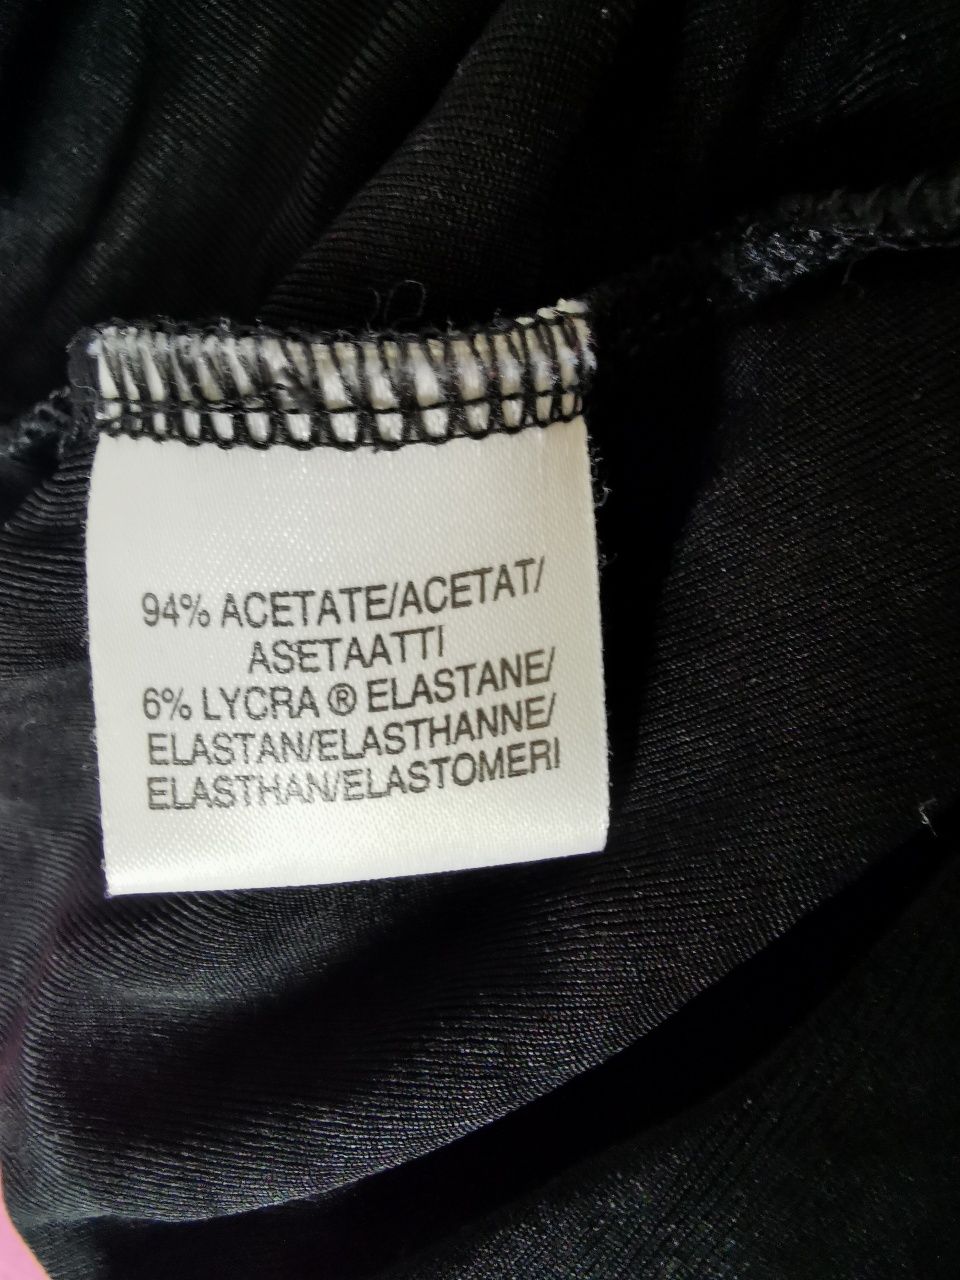 94% ACETATE/ACETAT/
ASETAATTI
6% LYCRA ® ELASTANE/
ELASTAN/ELASTHANNE/
ELASTHAN/ELASTOMERI